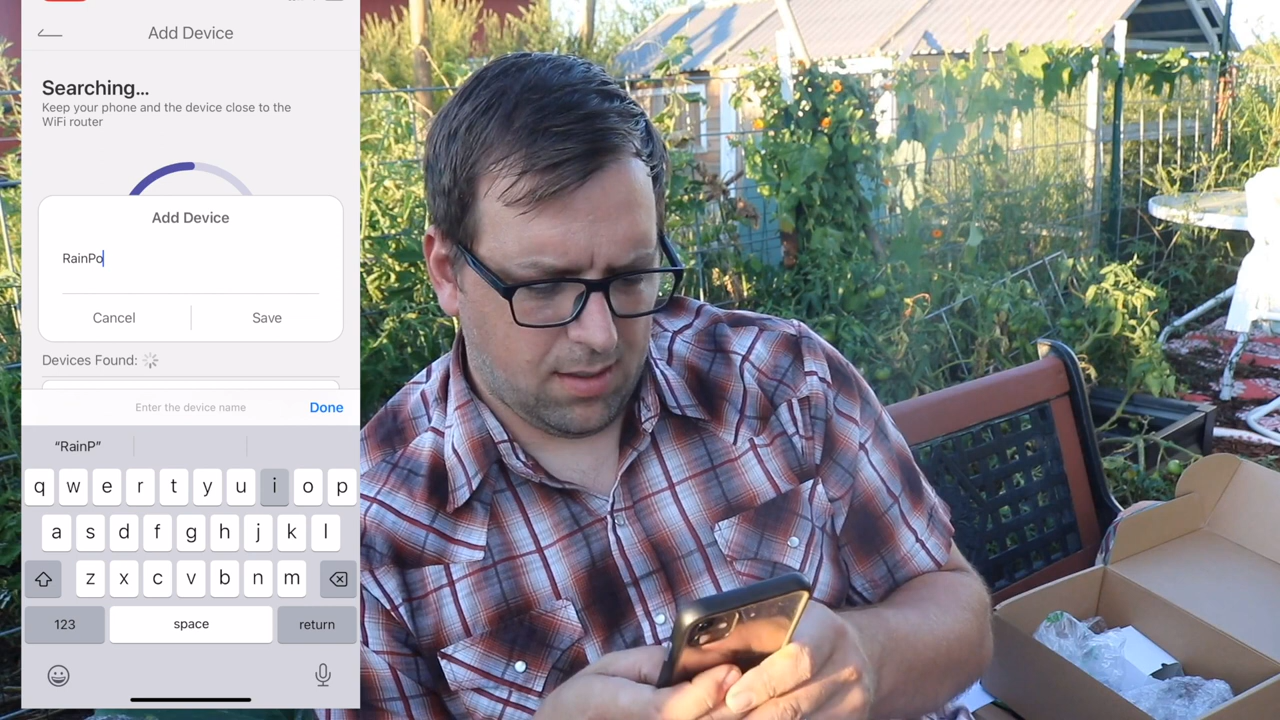 Add Device
Searching...
Keep your phone and the device close to the
WiFi router
Add Device
RainPo
Cancel
Save
Devices Found:
Enter the device name
Done
“RainP”
q w e r t y u i o p
a s d f g h j k l
z x c v b n m
123
space
return